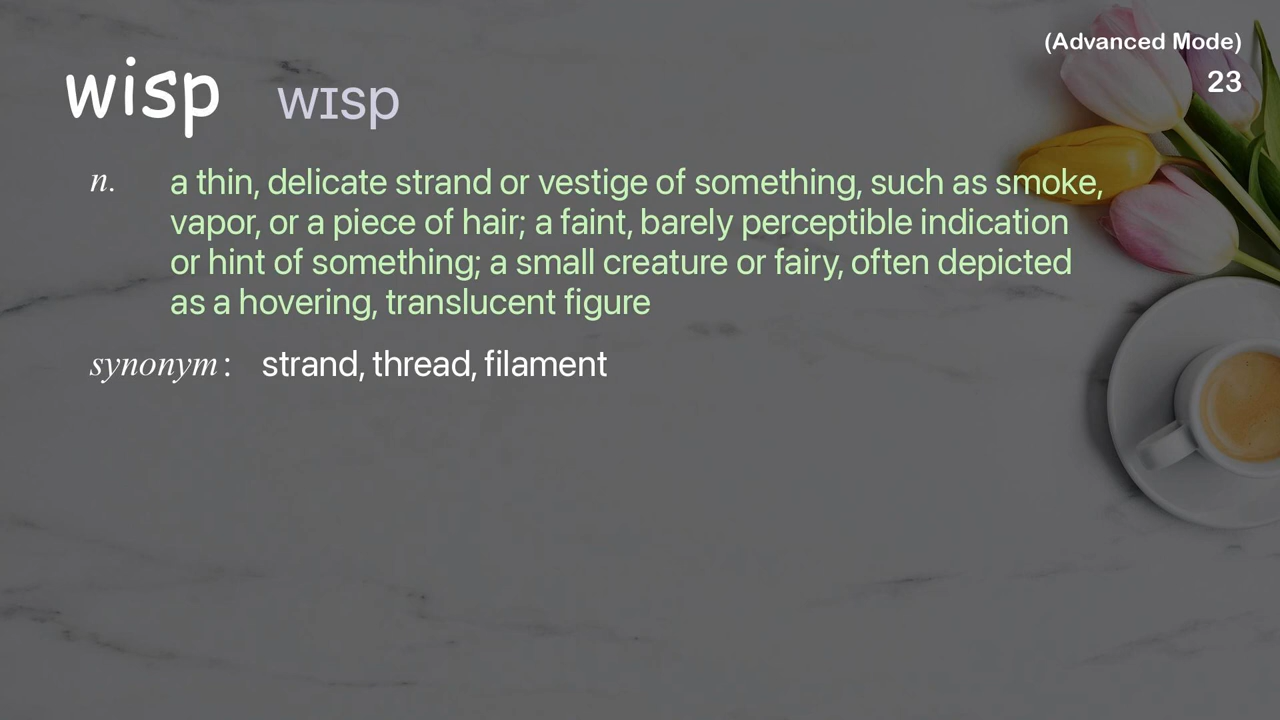 (Advanced Mode)
23
wisp wɪsp
n. a thin, delicate strand or vestige of something, such as smoke,
vapor, or a piece of hair; a faint, barely perceptible indication
or hint of something; a small creature or fairy, often depicted
as a hovering, translucent figure
synonym: strand, thread, filament